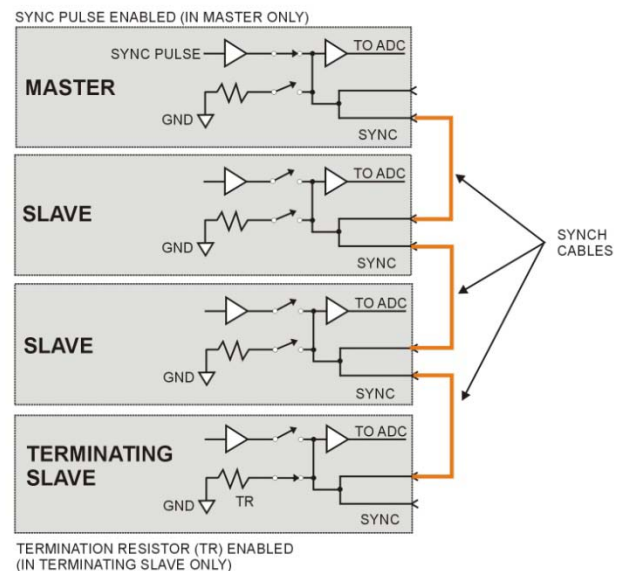 SYNC PULSE ENABLED (IN MASTER ONLY)
SYNC PULSE
TO ADC
MASTER
GND
SYNC
TO ADC
SLAVE
GND
SYNC
SYNCH
CABLES
TO ADC
SLAVE
GND
SYNC
TO ADC
TERMINATING
SLAVE
GND
TR
SYNC
TERMINATION RESISTOR (TR) ENABLED
(IN TERMINATING SLAVE ONLY)